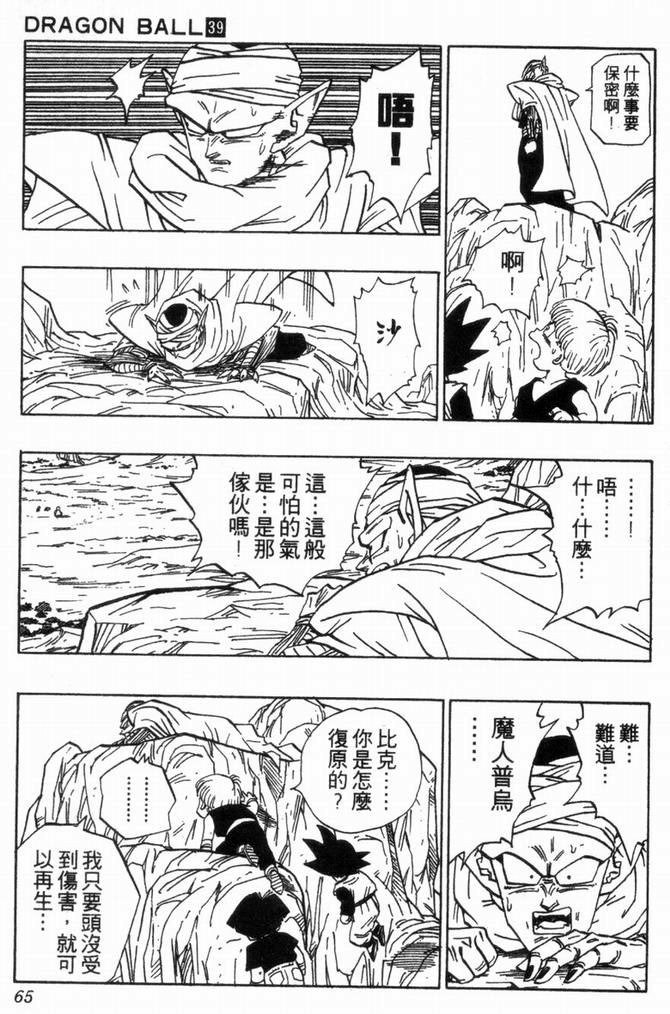 DRAGON BALL 39
什麼事要
保密啊！
啊！
唔！
沙
……！
唔……
什…什麼…
這…這般
可怕的氣
是…是那
傢伙嗎！
難…
難道…
魔人普烏
……
比克……
你是怎麼
復原的？
………
我只要頭沒受
到傷害，就可
以再生…
65